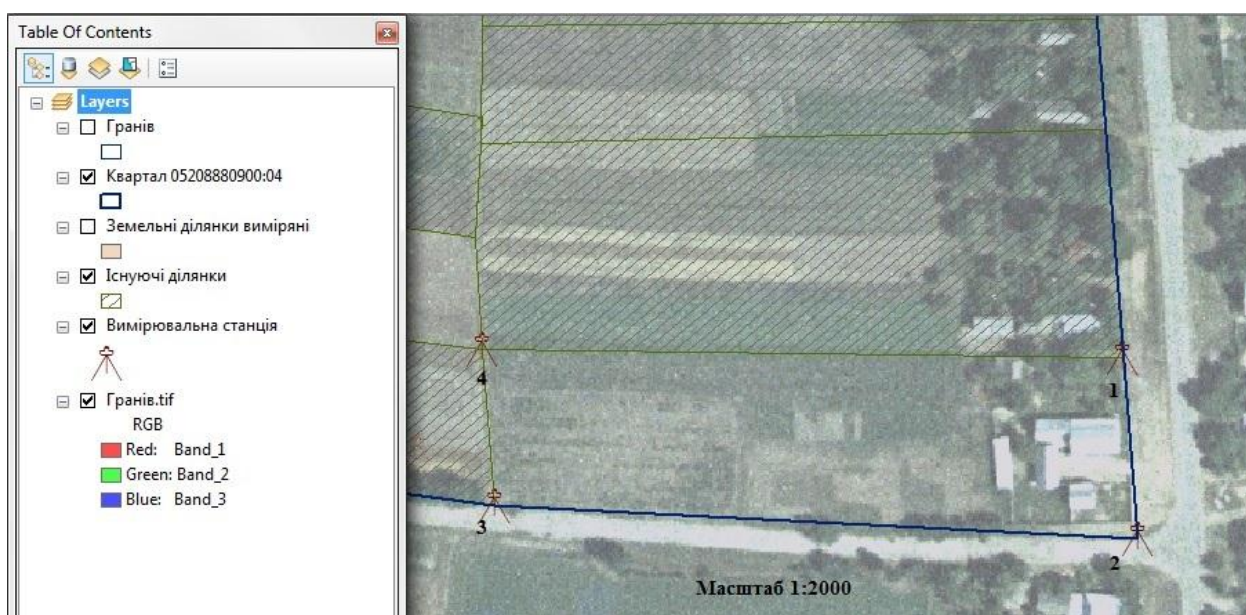 Table Of Contents
Layers
Гранів
Квартал 05208880900:04
Земельні ділянки виміряні
Існуючі ділянки
Вимірювальна станція
Гранів.tif
RGB
Red: Band_1
Green: Band_2
Blue: Band_3
4
1
3
2
Масштаб 1:2000